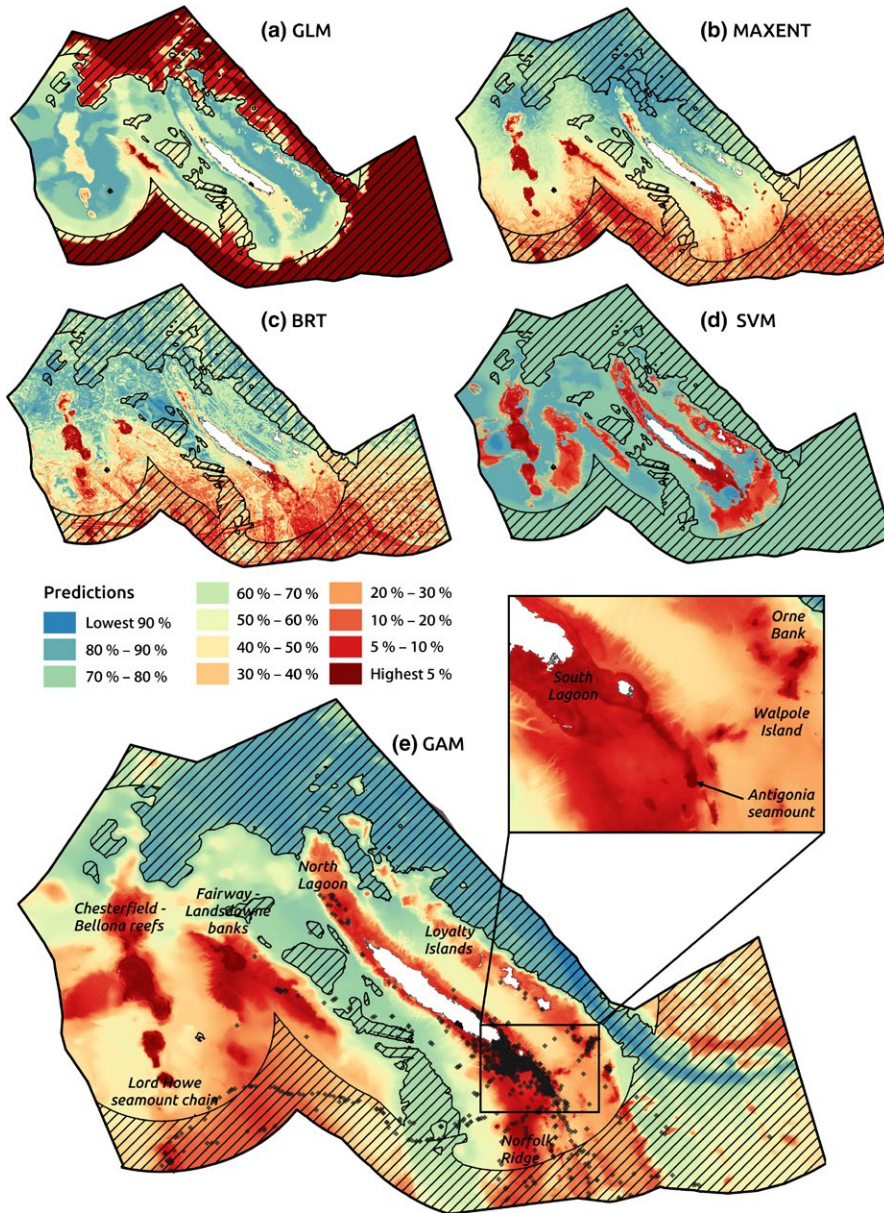 (a) GLM
(b) MAXENT
(c) BRT
(d) SVM
Predictions
Lowest 90 %
80 % – 90 %
70 % – 80 %
60 % – 70 %
50 % – 60 %
40 % – 50 %
30 % – 40 %
20 % – 30 %
10 % – 20 %
5 % – 10 %
Highest 5 %
Orne
Bank
South
Lagoon
Walpole
Island
Antigonia
seamount
(e) GAM
North
Lagoon
Chesterfield -
Bellona reefs
Fairway -
Landsdowne
banks
Loyalty
Islands
Lord Howe
seamount chain
Norfolk
Ridge